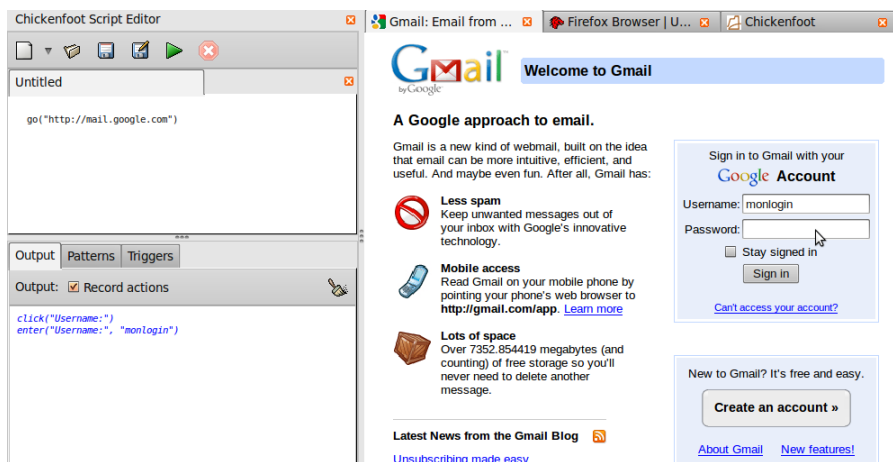 Chickenfoot Script Editor
Untitled
go("http://mail.google.com")
Output Patterns Triggers
Output: Record actions
click("Username:")
enter("Username:", "monlogin")
Gmail: Email from ... Firefox Browser | U... Chickenfoot
Gmail
by Google
Welcome to Gmail
A Google approach to email.
Gmail is a new kind of webmail, built on the idea
that email can be more intuitive, efficient, and
useful. And maybe even fun. After all, Gmail has:
Less spam
Keep unwanted messages out of
your inbox with Google's innovative
technology.
Mobile access
Read Gmail on your mobile phone by
pointing your phone's web browser to
http://gmail.com/app. Learn more
Lots of space
Over 7352.854419 megabytes (and
counting) of free storage so you'll
never need to delete another
message.
Latest News from the Gmail Blog
Unsubscribing made easy
Sign in to Gmail with your
Google Account
Username: monlogin
Password:
Stay signed in
Sign in
Can't access your account?
New to Gmail? It's free and easy.
Create an account »
About Gmail New features!